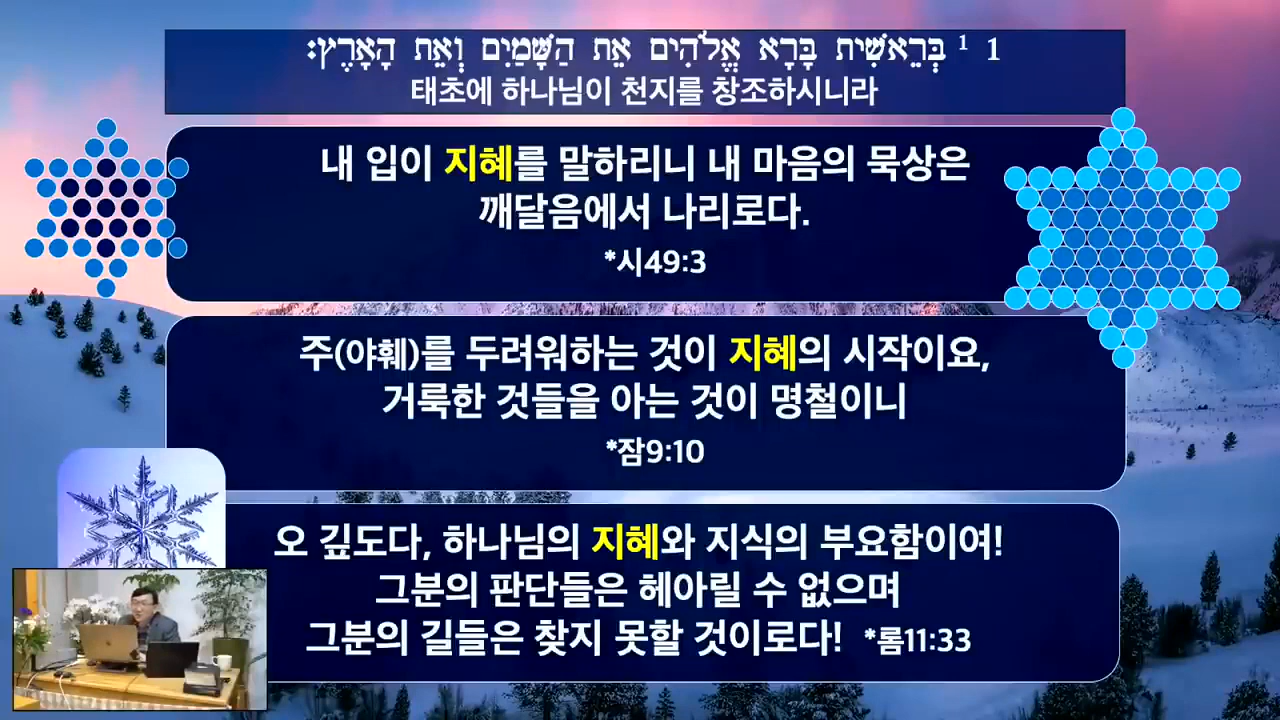 1 ¹ בְּרֵאשִׁית בָּרָא אֱלֹהִים אֵת הַשָּׁמַיִם וְאֵת הָאָרֶץ׃
태초에 하나님이 천지를 창조하시니라
내 입이 지혜를 말하리니 내 마음의 묵상은
깨달음에서 나리로다.
*시49:3
주(야훼)를 두려워하는 것이 지혜의 시작이요,
거룩한 것들을 아는 것이 명철이니
*잠9:10
오 깊도다, 하나님의 지혜와 지식의 부요함이여!
그분의 판단들은 헤아릴 수 없으며
그분의 길들은 찾지 못할 것이로다! *롬11:33